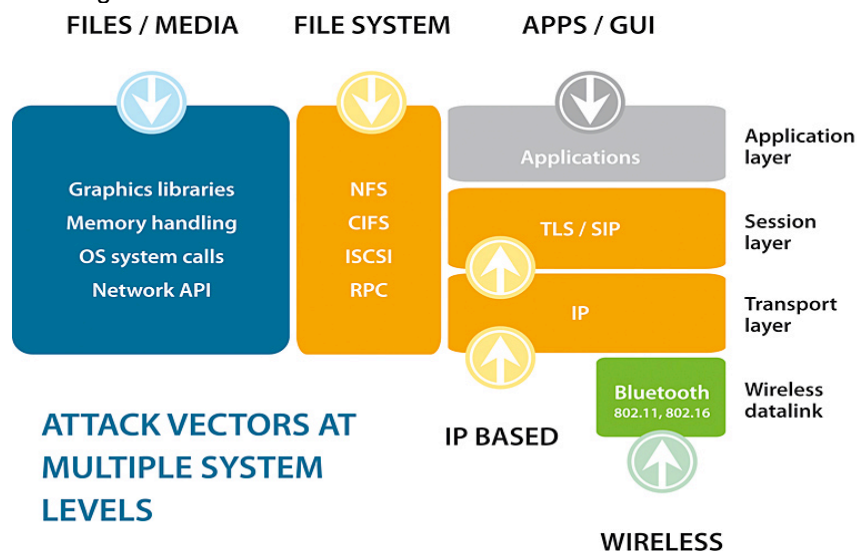 FILES / MEDIA
FILE SYSTEM
APPS / GUI
Graphics libraries
Memory handling
OS system calls
Network API
NFS
CIFS
ISCSI
RPC
Applications
Application
layer
TLS / SIP
Session
layer
IP
Transport
layer
Bluetooth
802.11, 802.16
Wireless
datalink
ATTACK VECTORS AT
MULTIPLE SYSTEM
LEVELS
IP BASED
WIRELESS